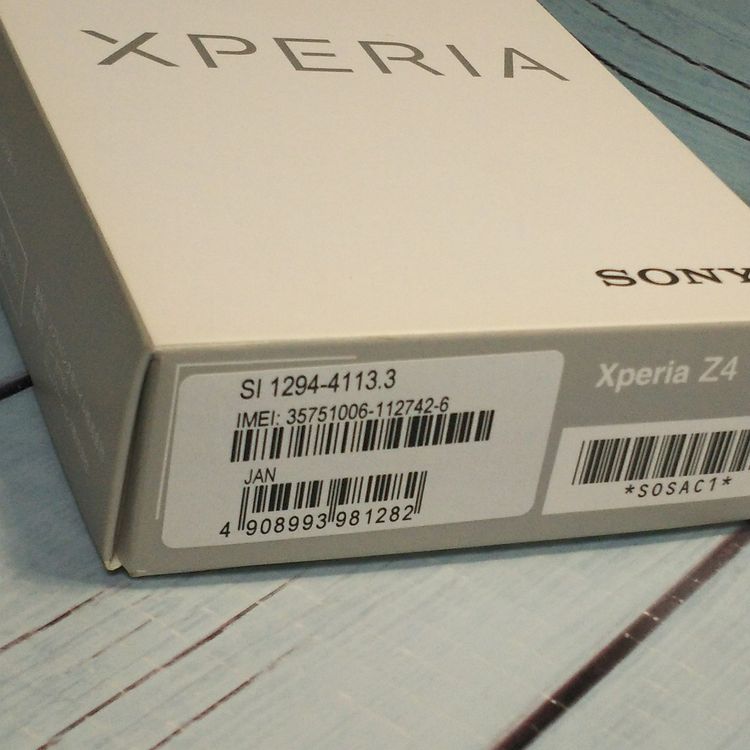 XPERIA
SONY
SI 1294-4113.3
IMEI: 35751006-112742-6
JAN
4 908993 981282
Xperia Z4
*SOSAC1*